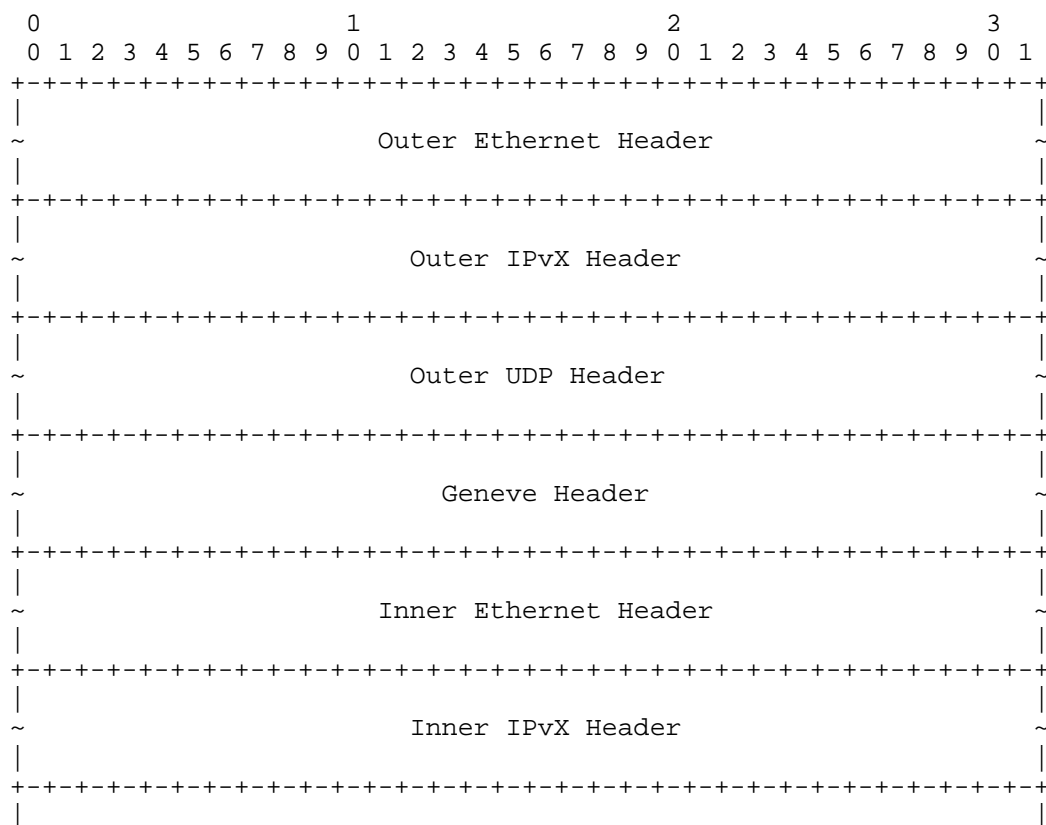 0                   1                   2                   3
 0 1 2 3 4 5 6 7 8 9 0 1 2 3 4 5 6 7 8 9 0 1 2 3 4 5 6 7 8 9 0 1
+-+-+-+-+-+-+-+-+-+-+-+-+-+-+-+-+-+-+-+-+-+-+-+-+-+-+-+-+-+-+-+-+
|                                                               |
~                      Outer Ethernet Header                    ~
|                                                               |
+-+-+-+-+-+-+-+-+-+-+-+-+-+-+-+-+-+-+-+-+-+-+-+-+-+-+-+-+-+-+-+-+
|                                                               |
~                        Outer IPvX Header                      ~
|                                                               |
+-+-+-+-+-+-+-+-+-+-+-+-+-+-+-+-+-+-+-+-+-+-+-+-+-+-+-+-+-+-+-+-+
|                                                               |
~                        Outer UDP Header                       ~
|                                                               |
+-+-+-+-+-+-+-+-+-+-+-+-+-+-+-+-+-+-+-+-+-+-+-+-+-+-+-+-+-+-+-+-+
|                                                               |
~                          Geneve Header                        ~
|                                                               |
+-+-+-+-+-+-+-+-+-+-+-+-+-+-+-+-+-+-+-+-+-+-+-+-+-+-+-+-+-+-+-+-+
|                                                               |
~                      Inner Ethernet Header                    ~
|                                                               |
+-+-+-+-+-+-+-+-+-+-+-+-+-+-+-+-+-+-+-+-+-+-+-+-+-+-+-+-+-+-+-+-+
|                                                               |
~                        Inner IPvX Header                      ~
|                                                               |
+-+-+-+-+-+-+-+-+-+-+-+-+-+-+-+-+-+-+-+-+-+-+-+-+-+-+-+-+-+-+-+-+
|                                                               |